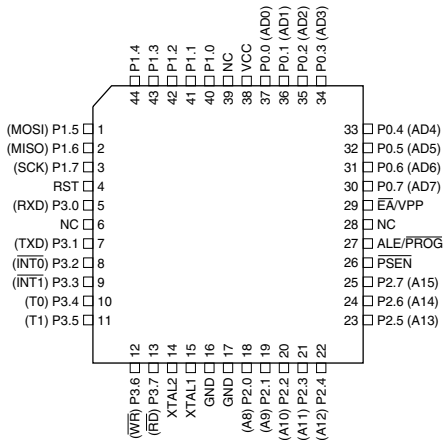 P1.4
P1.3
P1.2
P1.1
P1.0
NC
VCC
P0.0 (AD0)
P0.1 (AD1)
P0.2 (AD2)
P0.3 (AD3)
44
43
42
41
40
39
38
37
36
35
34
(MOSI) P1.5 1
(MISO) P1.6 2
(SCK) P1.7 3
RST 4
(RXD) P3.0 5
NC 6
(TXD) P3.1 7
(INT0) P3.2 8
(INT1) P3.3 9
(T0) P3.4 10
(T1) P3.5 11
33 P0.4 (AD4)
32 P0.5 (AD5)
31 P0.6 (AD6)
30 P0.7 (AD7)
29 EA/VPP
28 NC
27 ALE/PROG
26 PSEN
25 P2.7 (A15)
24 P2.6 (A14)
23 P2.5 (A13)
12
13
14
15
16
17
18
19
20
21
22
(WR) P3.6
(RD) P3.7
XTAL2
XTAL1
GND
GND
(A8) P2.0
(A9) P2.1
(A10) P2.2
(A11) P2.3
(A12) P2.4